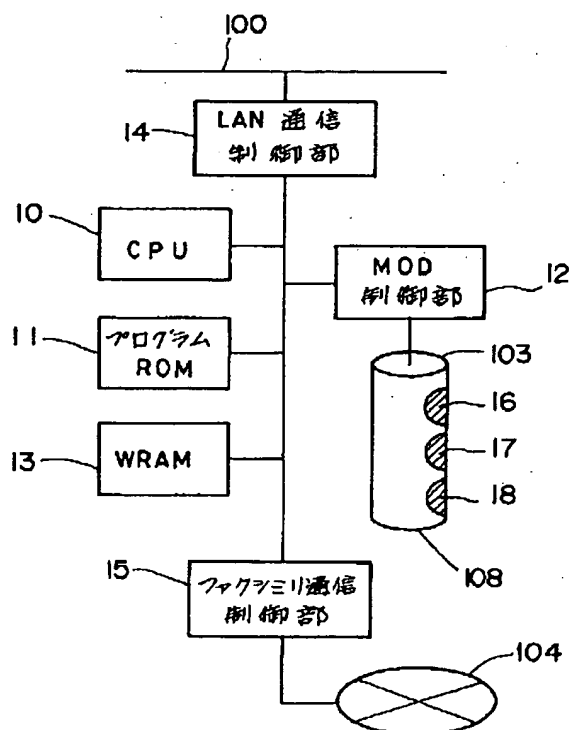 100
14
LAN 通信
制御部
10
CPU
MOD
制御部
12
11
プログラム
ROM
103
16
13
WRAM
17
18
15
ファクシミリ通信
制御部
108
104